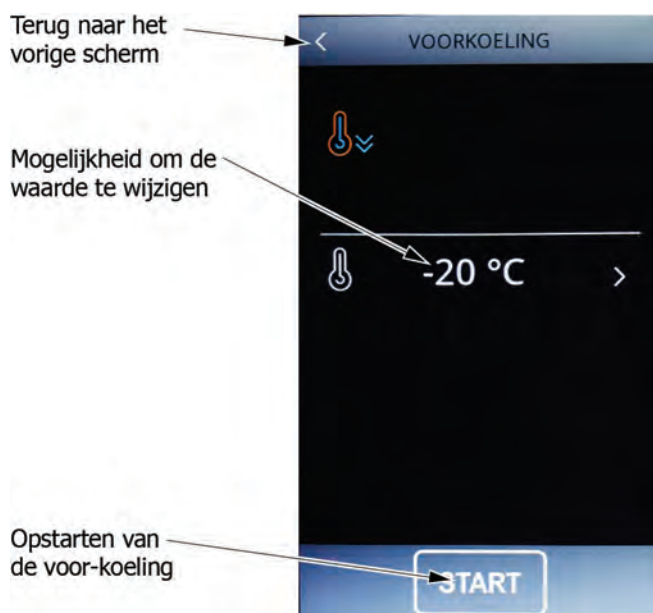 Terug naar het
vorige scherm
VOORKOELING
Mogelijkheid om de
waarde te wijzigen
-20 °C
Opstarten van
de voor-koeling
START